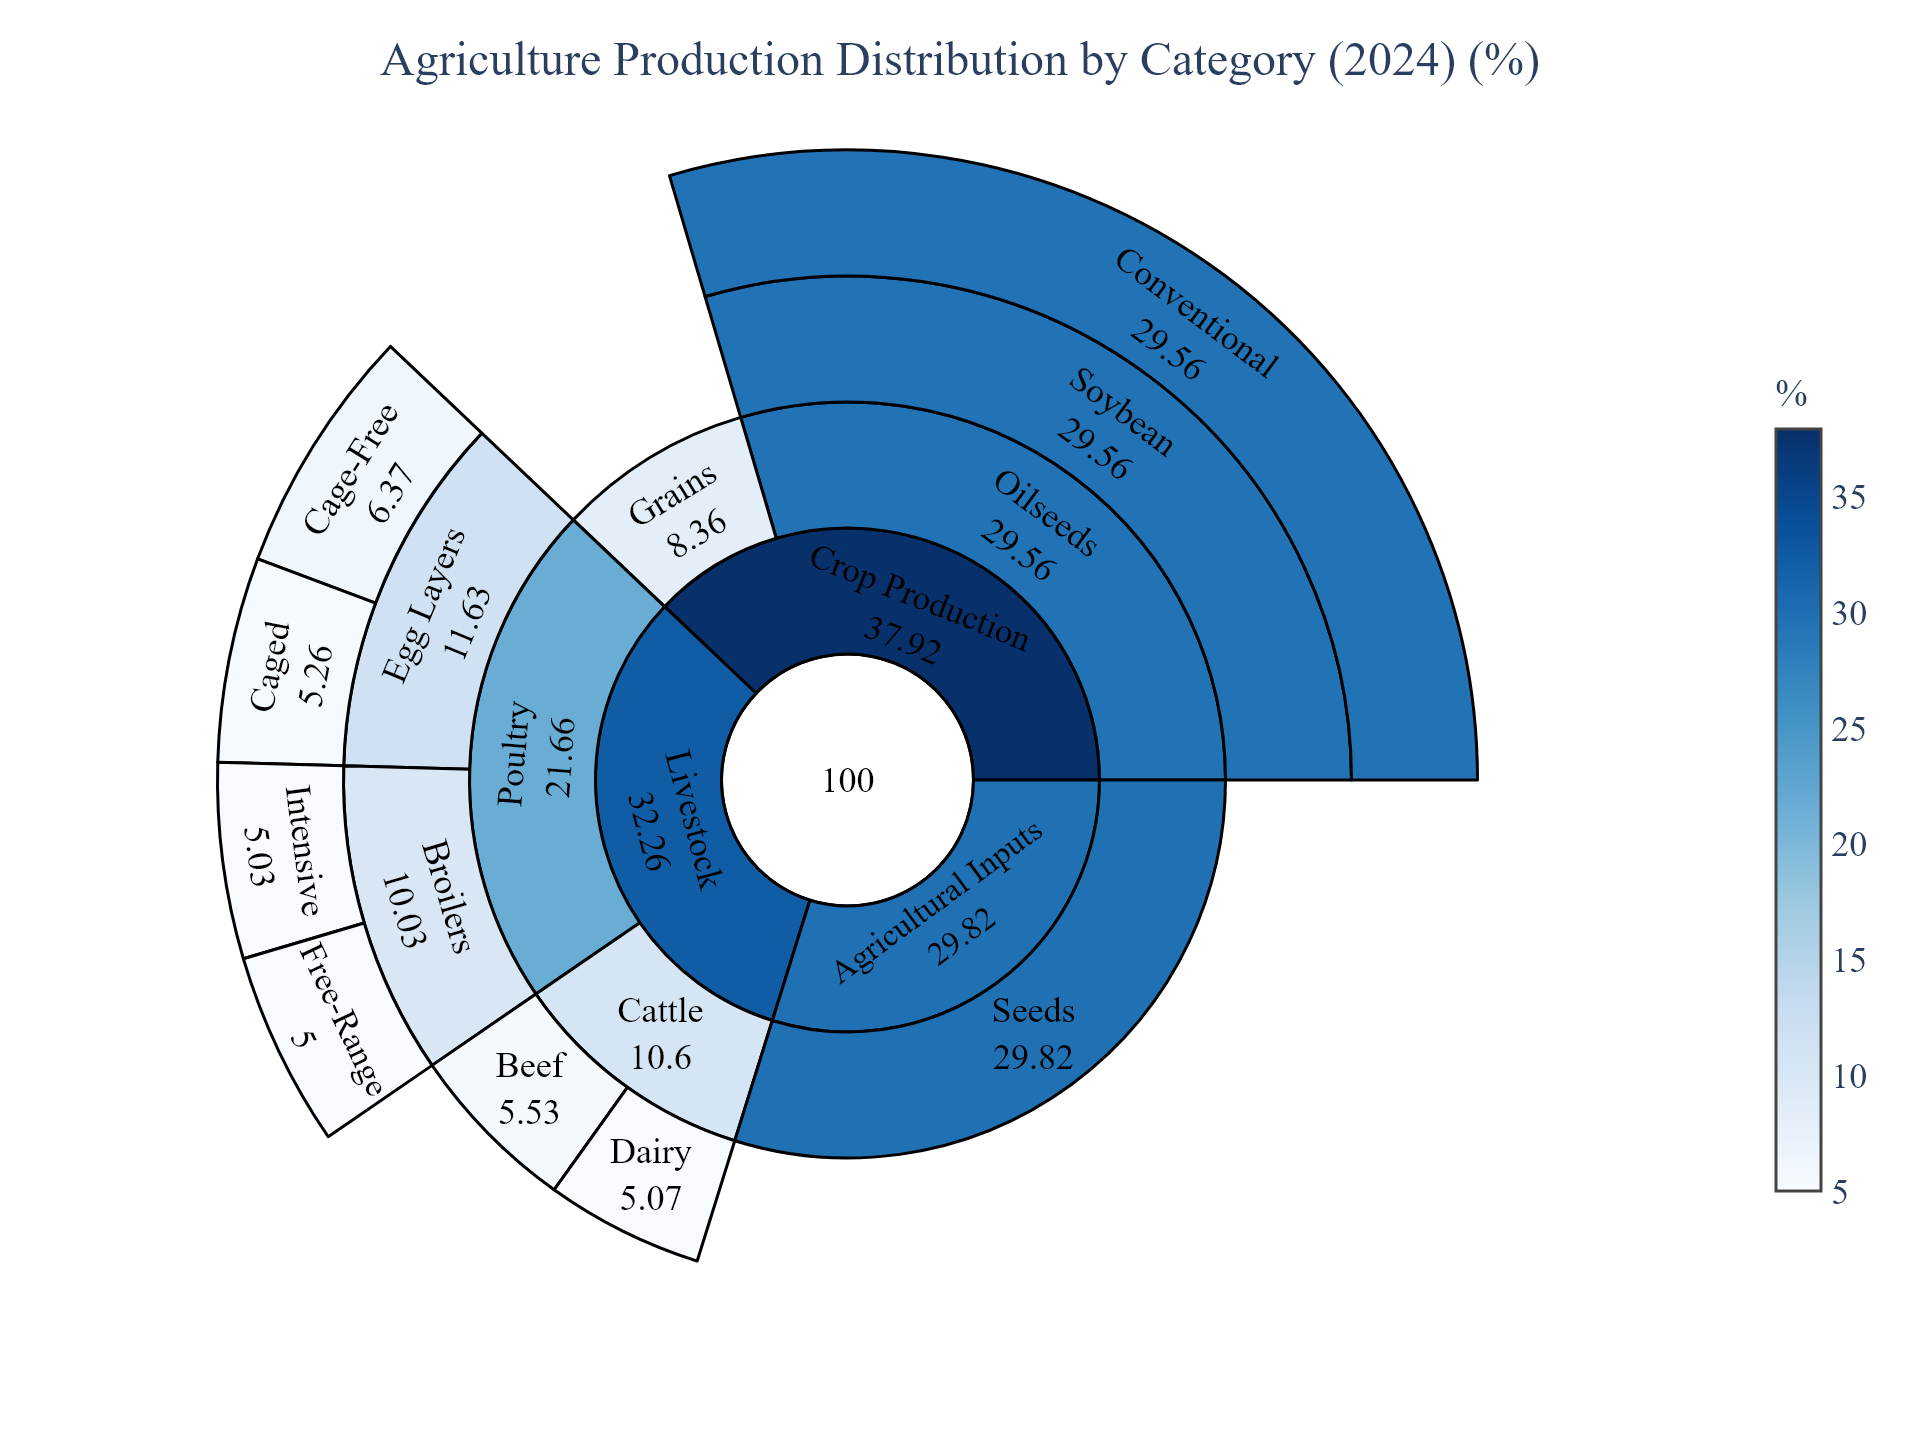 Agriculture Production Distribution by Category (2024) (%)
Conventional
29.56
Soybean
29.56
Oilseeds
29.56
Crop Production
37.92
Grains
8.36
Cage-Free
6.37
Egg Layers
11.63
Caged
5.26
Poultry
21.66
Livestock
32.26
100
Intensive
5.03
Broilers
10.03
Free-Range
5
Agricultural Inputs
29.82
Cattle
10.6
Seeds
29.82
Beef
5.53
Dairy
5.07
%
35
30
25
20
15
10
5